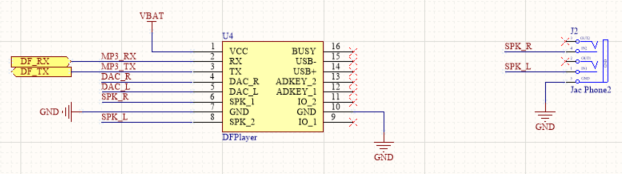 VBAT
U4
J2
1 VCC BUSY 16
DF_RX MP3_RX 2 RX USB- 15
DF_TX MP3_TX 3 TX USB+ 14
DAC_R 4 DAC_R ADKEY_2 13
DAC_L 5 DAC_L ADKEY_1 12
SPK_R 6 SPK_1 IO_2 11
GND 7 GND GND 10
SPK_L 8 SPK_2 IO_1 9
DFPlayer
GND
SPK_R
SPK_L
Jac Phone2
GND